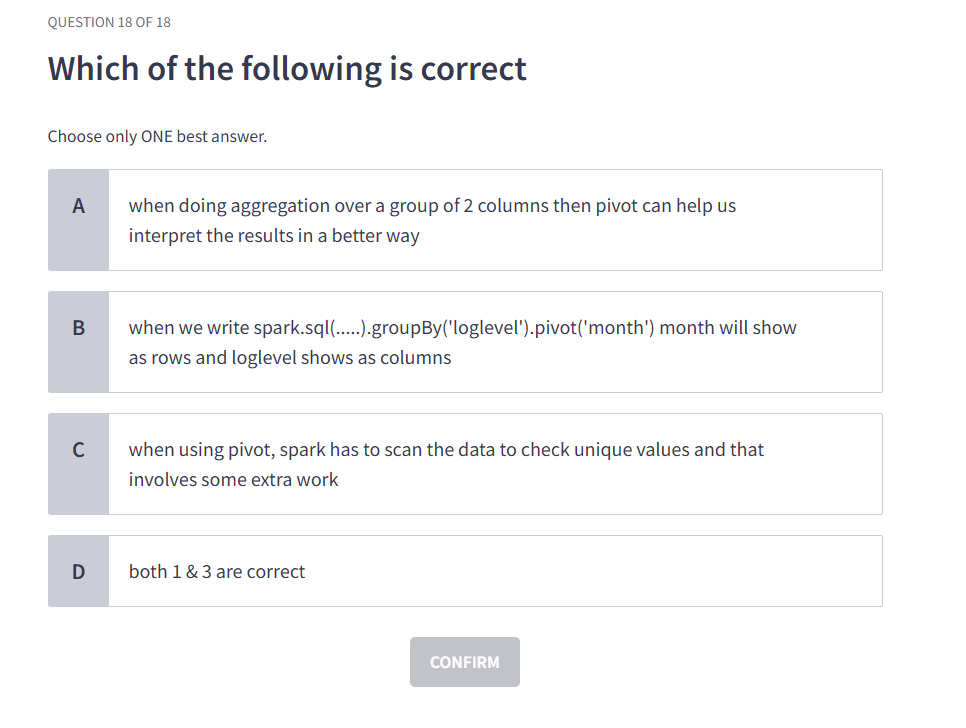 QUESTION 18 OF 18
Which of the following is correct
Choose only ONE best answer.
A
when doing aggregation over a group of 2 columns then pivot can help us
interpret the results in a better way
B
when we write spark.sql(.....).groupBy('loglevel').pivot('month') month will show
as rows and loglevel shows as columns
C
when using pivot, spark has to scan the data to check unique values and that
involves some extra work
D
both 1 & 3 are correct
CONFIRM